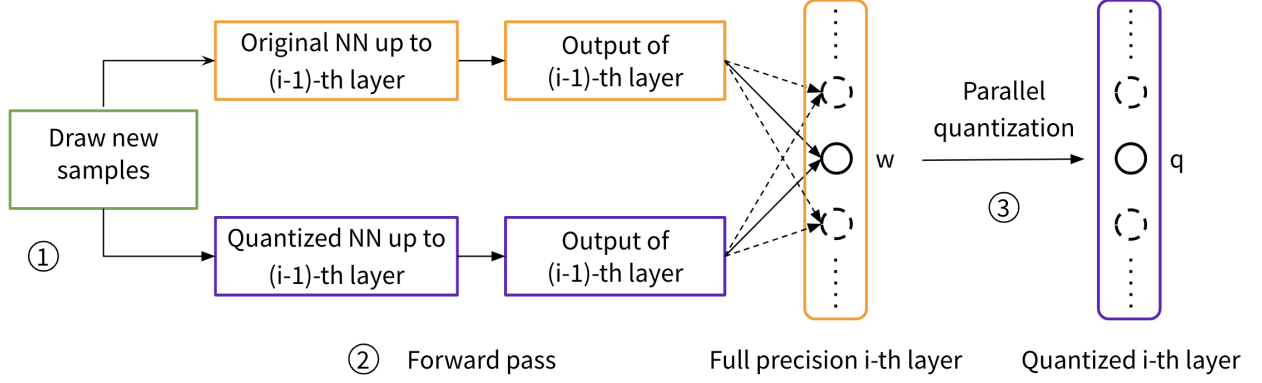 Original NN up to
(i-1)-th layer
Output of
(i-1)-th layer
Draw new
samples
Quantized NN up to
(i-1)-th layer
Output of
(i-1)-th layer
w
Parallel
quantization
q
①
③
② Forward pass
Full precision i-th layer
Quantized i-th layer